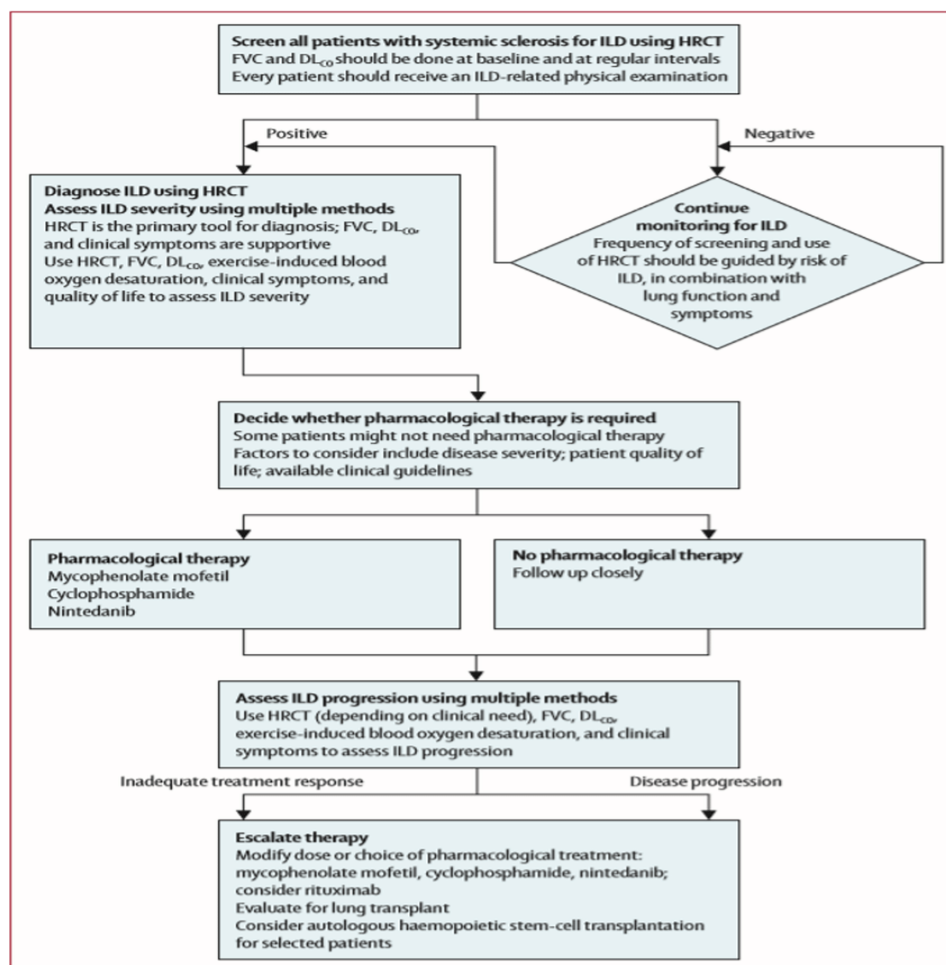 Screen all patients with systemic sclerosis for ILD using HRCT
FVC and DLCO should be done at baseline and at regular intervals
Every patient should receive an ILD-related physical examination
Positive
Negative
Diagnose ILD using HRCT
Assess ILD severity using multiple methods
HRCT is the primary tool for diagnosis; FVC, DLCO,
and clinical symptoms are supportive
Use HRCT, FVC, DLCO, exercise-induced blood
oxygen desaturation, clinical symptoms, and
quality of life to assess ILD severity
Continue
monitoring for ILD
Frequency of screening and use
of HRCT should be guided by risk of
ILD, in combination with
lung function and
symptoms
Decide whether pharmacological therapy is required
Some patients might not need pharmacological therapy
Factors to consider include disease severity; patient quality of
life; available clinical guidelines
Pharmacological therapy
Mycophenolate mofetil
Cyclophosphamide
Nintedanib
No pharmacological therapy
Follow up closely
Assess ILD progression using multiple methods
Use HRCT (depending on clinical need), FVC, DLCO,
exercise-induced blood oxygen desaturation, and clinical
symptoms to assess ILD progression
Inadequate treatment response
Disease progression
Escalate therapy
Modify dose or choice of pharmacological treatment:
mycophenolate mofetil, cyclophosphamide, nintedanib;
consider rituximab
Evaluate for lung transplant
Consider autologous haemopoietic stem-cell transplantation
for selected patients